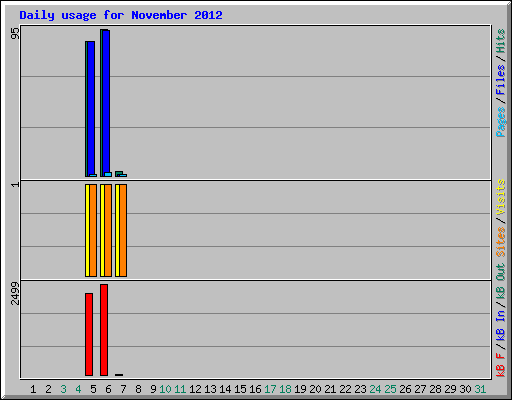 Daily usage for November 2012
95
Pages / Files / Hits
1
Sites / Visits
2499
kB F / kB In / kB Out
1 2 3 4 5 6 7 8 9 10 11 12 13 14 15 16 17 18 19 20 21 22 23 24 25 26 27 28 29 30 31